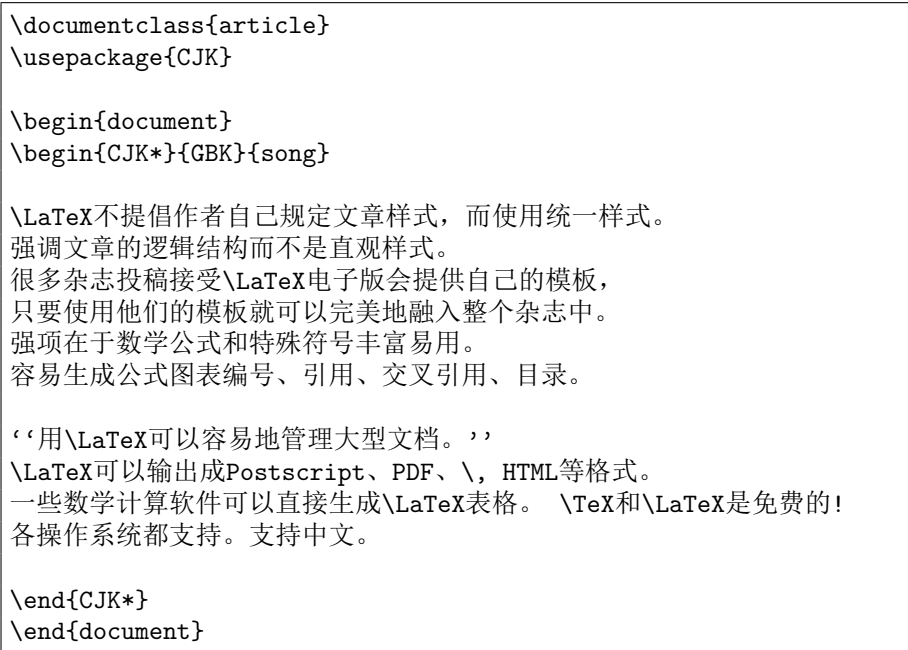 \documentclass{article}
\usepackage{CJK}
\begin{document}
\begin{CJK*}{GBK}{song}
\LaTeX不提倡作者自己规定文章样式，而使用统一样式。
强调文章的逻辑结构而不是直观样式。
很多杂志投稿接受\LaTeX电子版会提供自己的模板，
只要使用他们的模板就可以完美地融入整个杂志中。
强项在于数学公式和特殊符号丰富易用。
容易生成公式图表编号、引用、交叉引用、目录。
‘‘用\LaTeX可以容易地管理大型文档。’’
\LaTeX可以输出成Postscript、PDF、\, HTML等格式。
一些数学计算软件可以直接生成\LaTeX表格。 \TeX和\LaTeX是免费的!
各操作系统都支持。支持中文。
\end{CJK*}
\end{document}